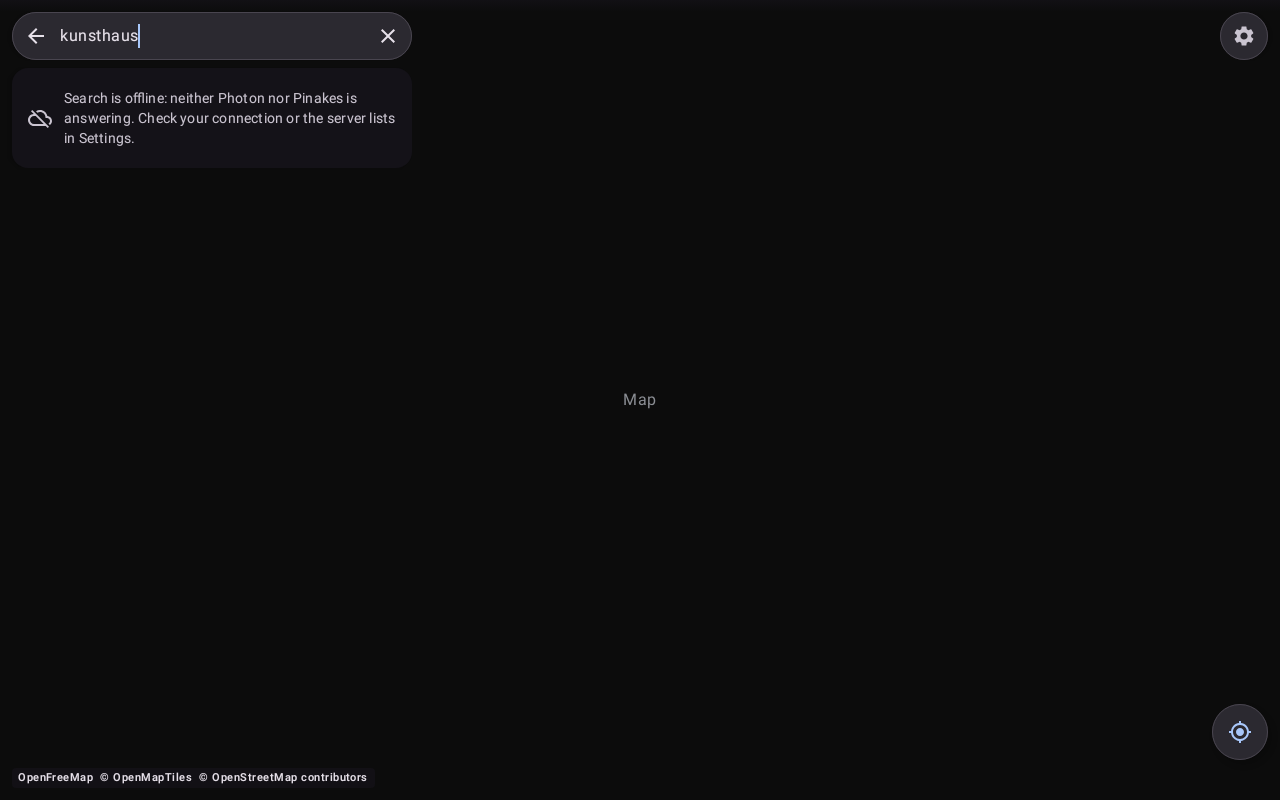 kunsthaus
Search is offline: neither Photon nor Pinakes is
answering. Check your connection or the server lists
in Settings.
Map
OpenFreeMap © OpenMapTiles © OpenStreetMap contributors